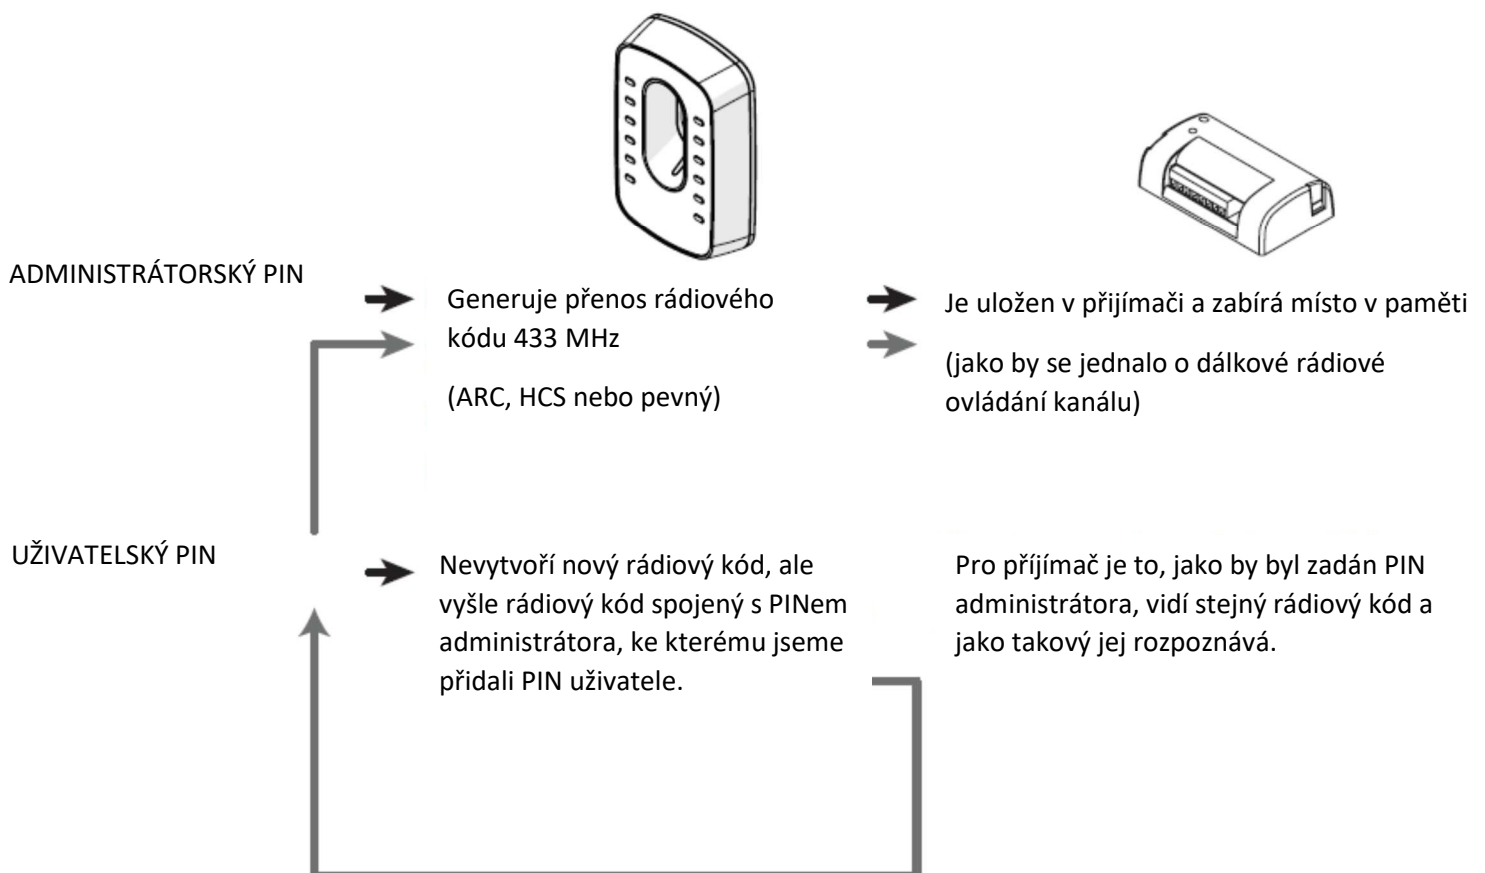 ADMINISTRÁTORSKÝ PIN
Generuje přenos rádiového
kódu 433 MHz
(ARC, HCS nebo pevný)
Je uložen v přijímači a zabírá místo v paměti
(jako by se jednalo o dálkové rádiové
ovládání kanálu)
UŽIVATELSKÝ PIN
Nevytvoří nový rádiový kód, ale
vyšle rádiový kód spojený s PINem
administrátora, ke kterému jseme
přidali PIN uživatele.
Pro příjímač je to, jako by byl zadán PIN
administrátora, vidí stejný rádiový kód a
jako takový jej rozpoznává.